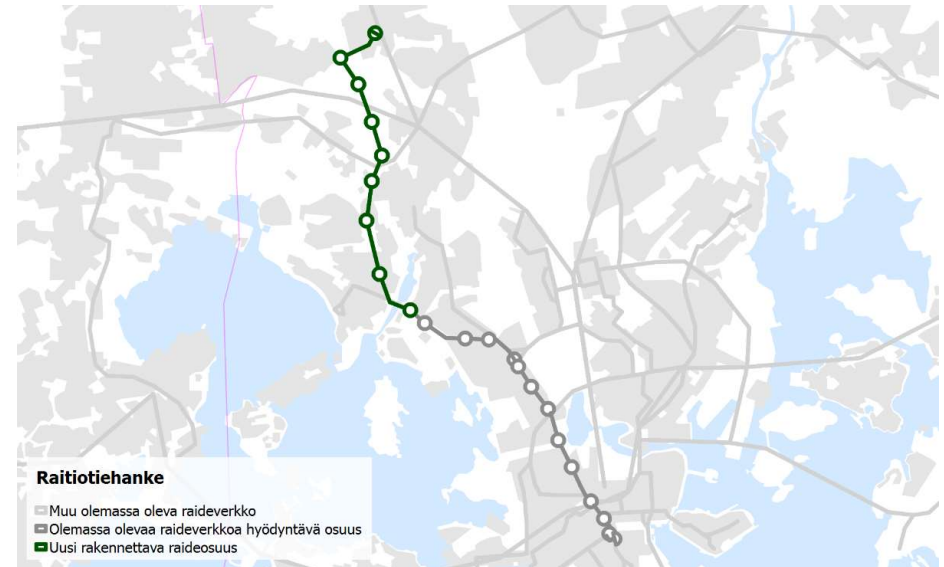 Raitiotiehanke
Muu olemassa oleva raideverkko
Olemassa olevaa raideverkkoa hyödyntävä osuus
Uusi rakennettava raideosuus